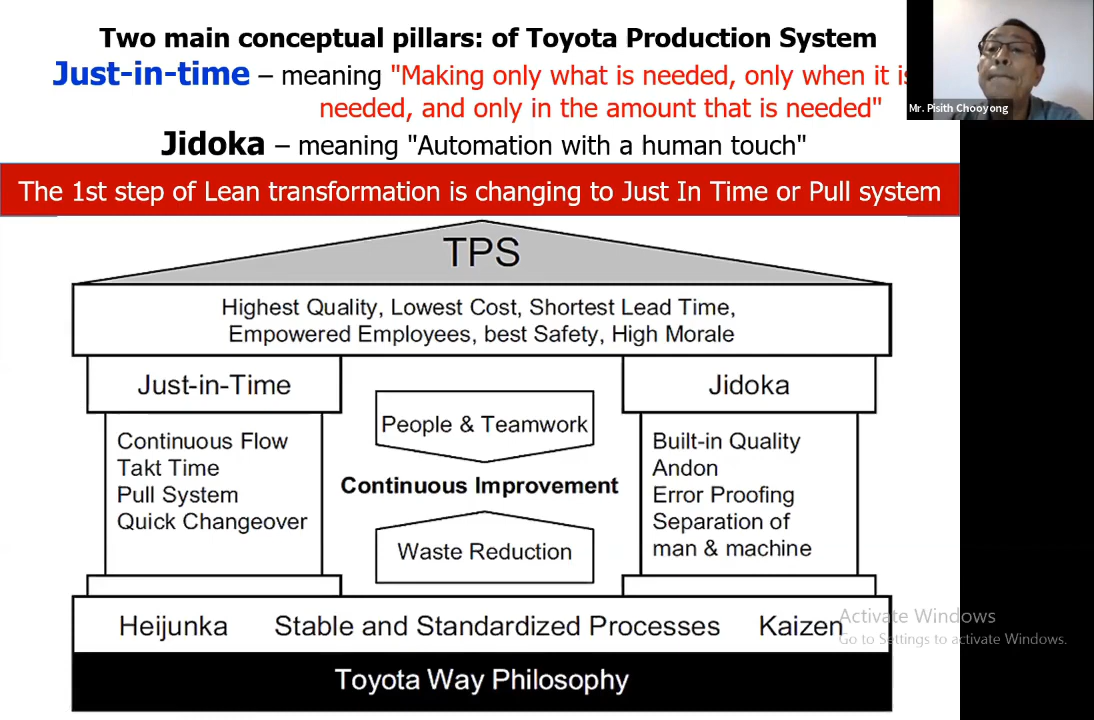 Two main conceptual pillars: of Toyota Production System
Just-in-time – meaning "Making only what is needed, only when it is
needed, and only in the amount that is needed"
Jidoka – meaning "Automation with a human touch"
Mr. Pisith Chooyong
The 1st step of Lean transformation is changing to Just In Time or Pull system
TPS
Highest Quality, Lowest Cost, Shortest Lead Time,
Empowered Employees, best Safety, High Morale
Just-in-Time
Continuous Flow
Takt Time
Pull System
Quick Changeover
People & Teamwork
Continuous Improvement
Waste Reduction
Jidoka
Built-in Quality
Andon
Error Proofing
Separation of
man & machine
Heijunka Stable and Standardized Processes Kaizen
Toyota Way Philosophy
Activate Windows
Go to Settings to activate Windows.